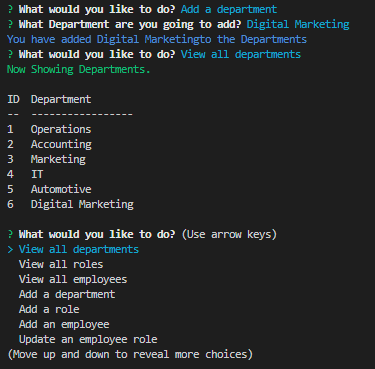 ? What would you like to do? Add a department
? What Department are you going to add? Digital Marketing
You have added Digital Marketingto the Departments
? What would you like to do? View all departments
Now Showing Departments.
ID  Department
--  -----------------
1   Operations
2   Accounting
3   Marketing
4   IT
5   Automotive
6   Digital Marketing
? What would you like to do? (Use arrow keys)
> View all departments
  View all roles
  View all employees
  Add a department
  Add a role
  Add an employee
  Update an employee role
(Move up and down to reveal more choices)